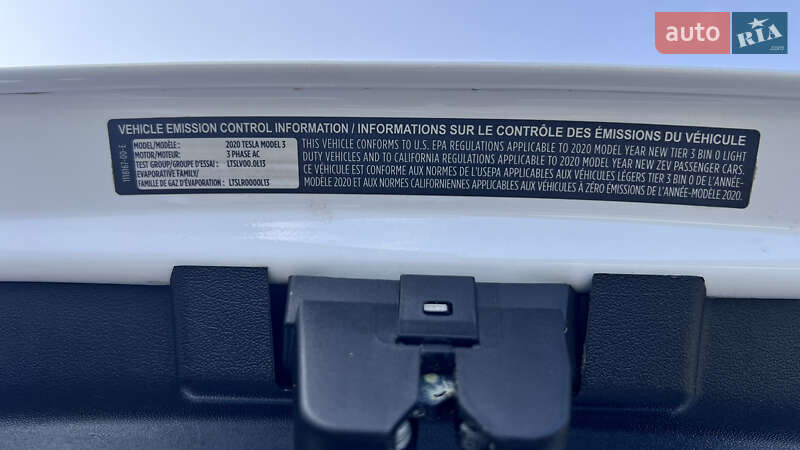 auto RIA
.com
VEHICLE EMISSION CONTROL INFORMATION / INFORMATIONS SUR LE CONTRÔLE DES ÉMISSIONS DU VÉHICULE
1118167-00-E
MODEL/MODÈLE: 2020 TESLA MODEL 3
MOTOR/MOTEUR: 3 PHASE AC
TEST GROUP/GROUPE D'ESSAI: LTSLV00.0L13
EVAPORATIVE FAMILY/
FAMILLE DE GAZ D'ÉVAPORATION: LTSLR0000L13
THIS VEHICLE CONFORMS TO U.S. EPA REGULATIONS APPLICABLE TO 2020 MODEL YEAR NEW TIER 3 BIN 0 LIGHT
DUTY VEHICLES AND TO CALIFORNIA REGULATIONS APPLICABLE TO 2020 MODEL YEAR NEW ZEV PASSENGER CARS.
CE VÉHICULE EST CONFORME AUX NORMES DE L'USEPA APPLICABLES AUX VÉHICULES LÉGERS TIER 3 BIN 0 DE L'ANNÉE-
MODÈLE 2020 ET AUX NORMES CALIFORNIENNES APPLICABLES AUX VÉHICULES À ZÉRO ÉMISSIONS DE L'ANNÉE-MODÈLE 2020.